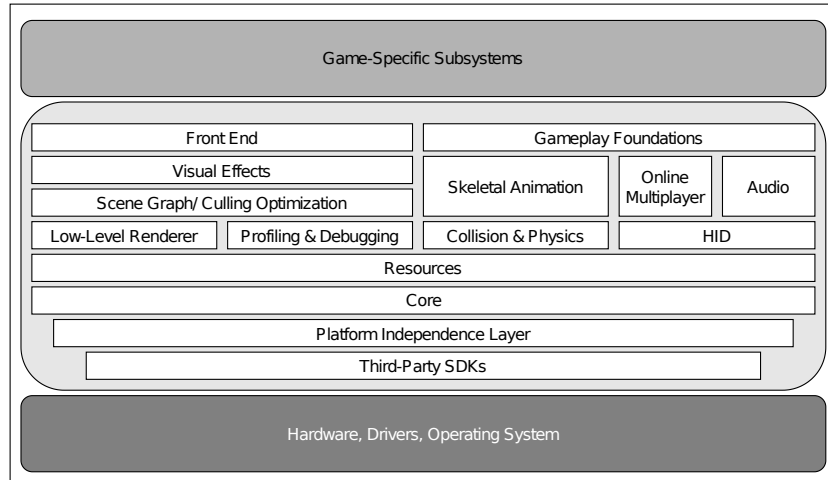 Game-Specific Subsystems
Front End
Gameplay Foundations
Visual Effects
Skeletal Animation
Online
Multiplayer
Audio
Scene Graph/ Culling Optimization
Low-Level Renderer
Profiling & Debugging
Collision & Physics
HID
Resources
Core
Platform Independence Layer
Third-Party SDKs
Hardware, Drivers, Operating System